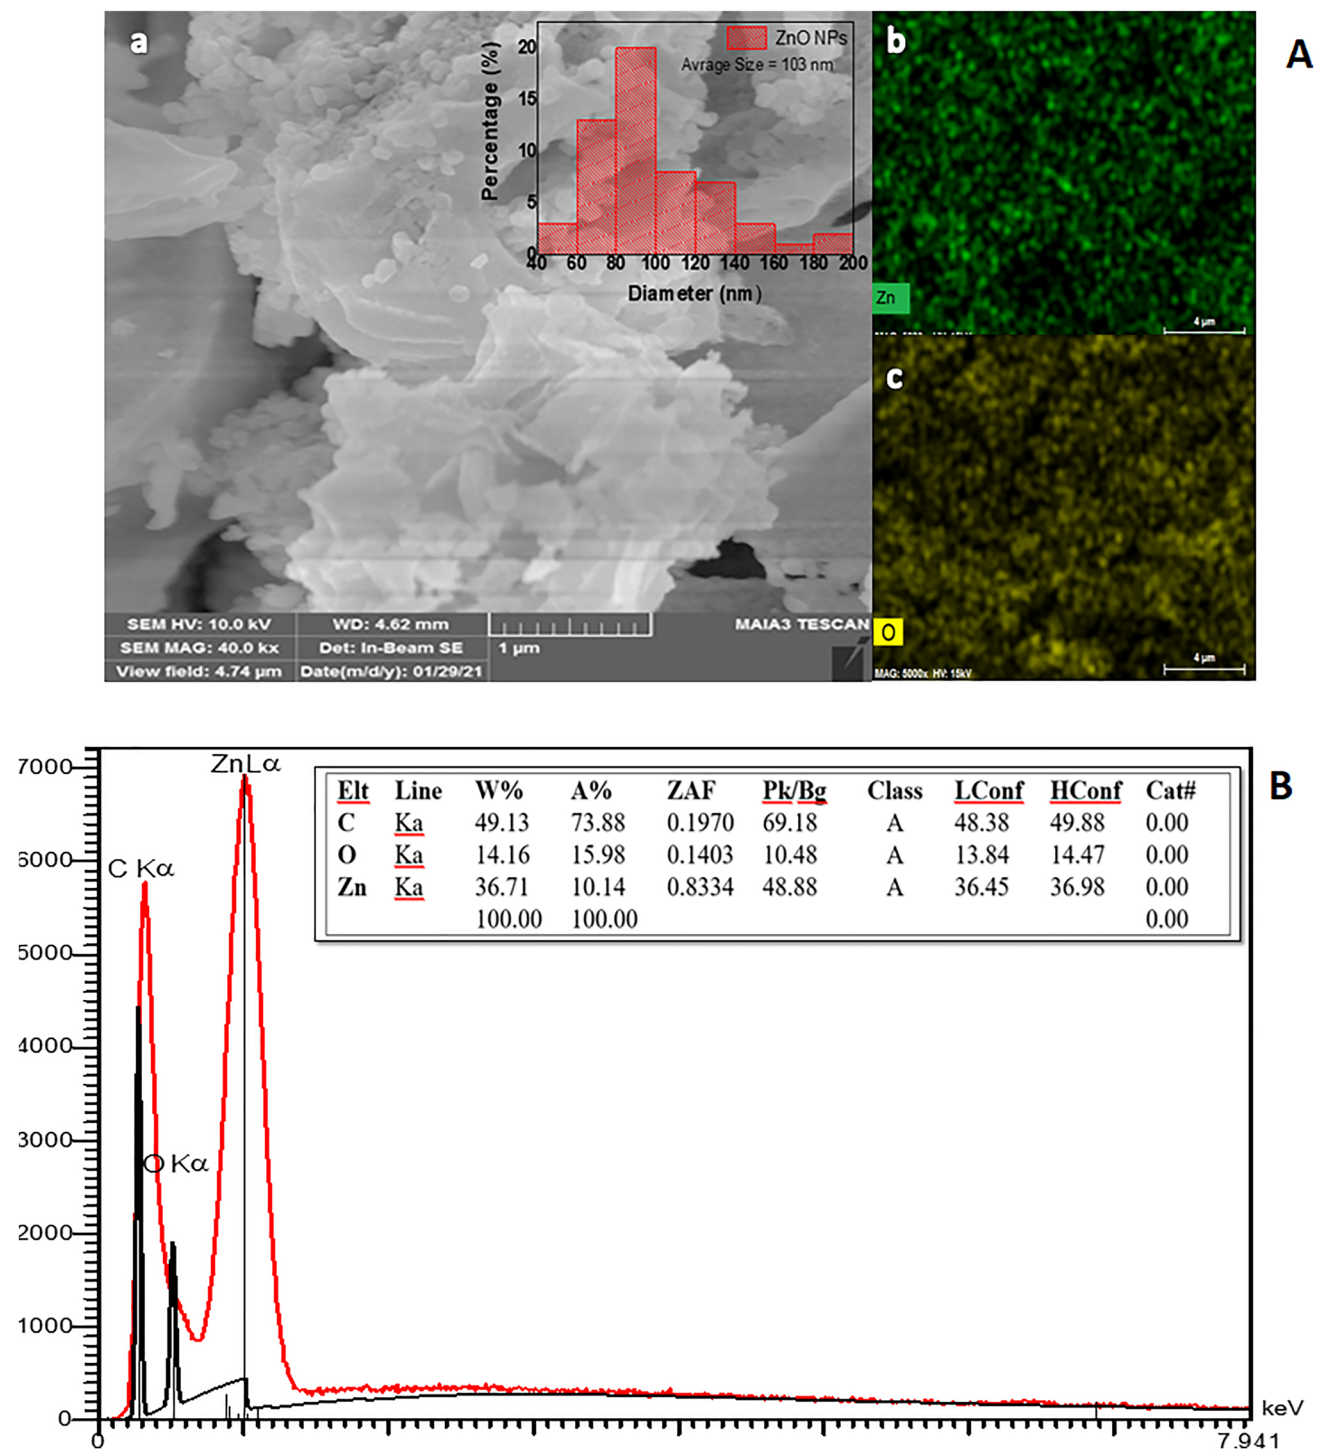 A
a
ZnO NPs
Avrage Size = 103 nm
Percentage (%)
20
15
10
5
0
40 60 80 100 120 140 160 180 200
Diameter (nm)
b
Zn
4 µm
c
O
4 µm
MAG: 5000x HV: 15kV
SEM HV: 10.0 kV WD: 4.62 mm MAIA3 TESCAN
SEM MAG: 40.0 kx Det: In-Beam SE 1 µm
View field: 4.74 µm Date(m/d/y): 01/29/21
B
ZnLα
C Kα
O Kα
7000
6000
5000
4000
3000
2000
1000
0
0 7.941
keV
Elt Line W% A% ZAF Pk/Bg Class LConf HConf Cat#
C Ka 49.13 73.88 0.1970 69.18 A 48.38 49.88 0.00
O Ka 14.16 15.98 0.1403 10.48 A 13.84 14.47 0.00
Zn Ka 36.71 10.14 0.8334 48.88 A 36.45 36.98 0.00
100.00 100.00 0.00